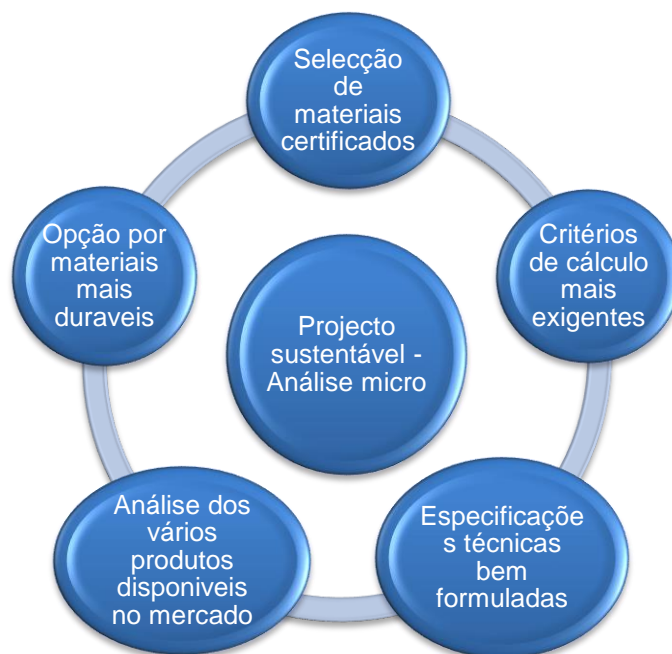 Selecção
de
materiais
certificados
Opção por
materiais
mais
duraveis
Critérios
de cálculo
mais
exigentes
Projecto
sustentável -
Análise micro
Análise dos
vários
produtos
disponiveis
no mercado
Especificaçõe
s técnicas
bem
formuladas